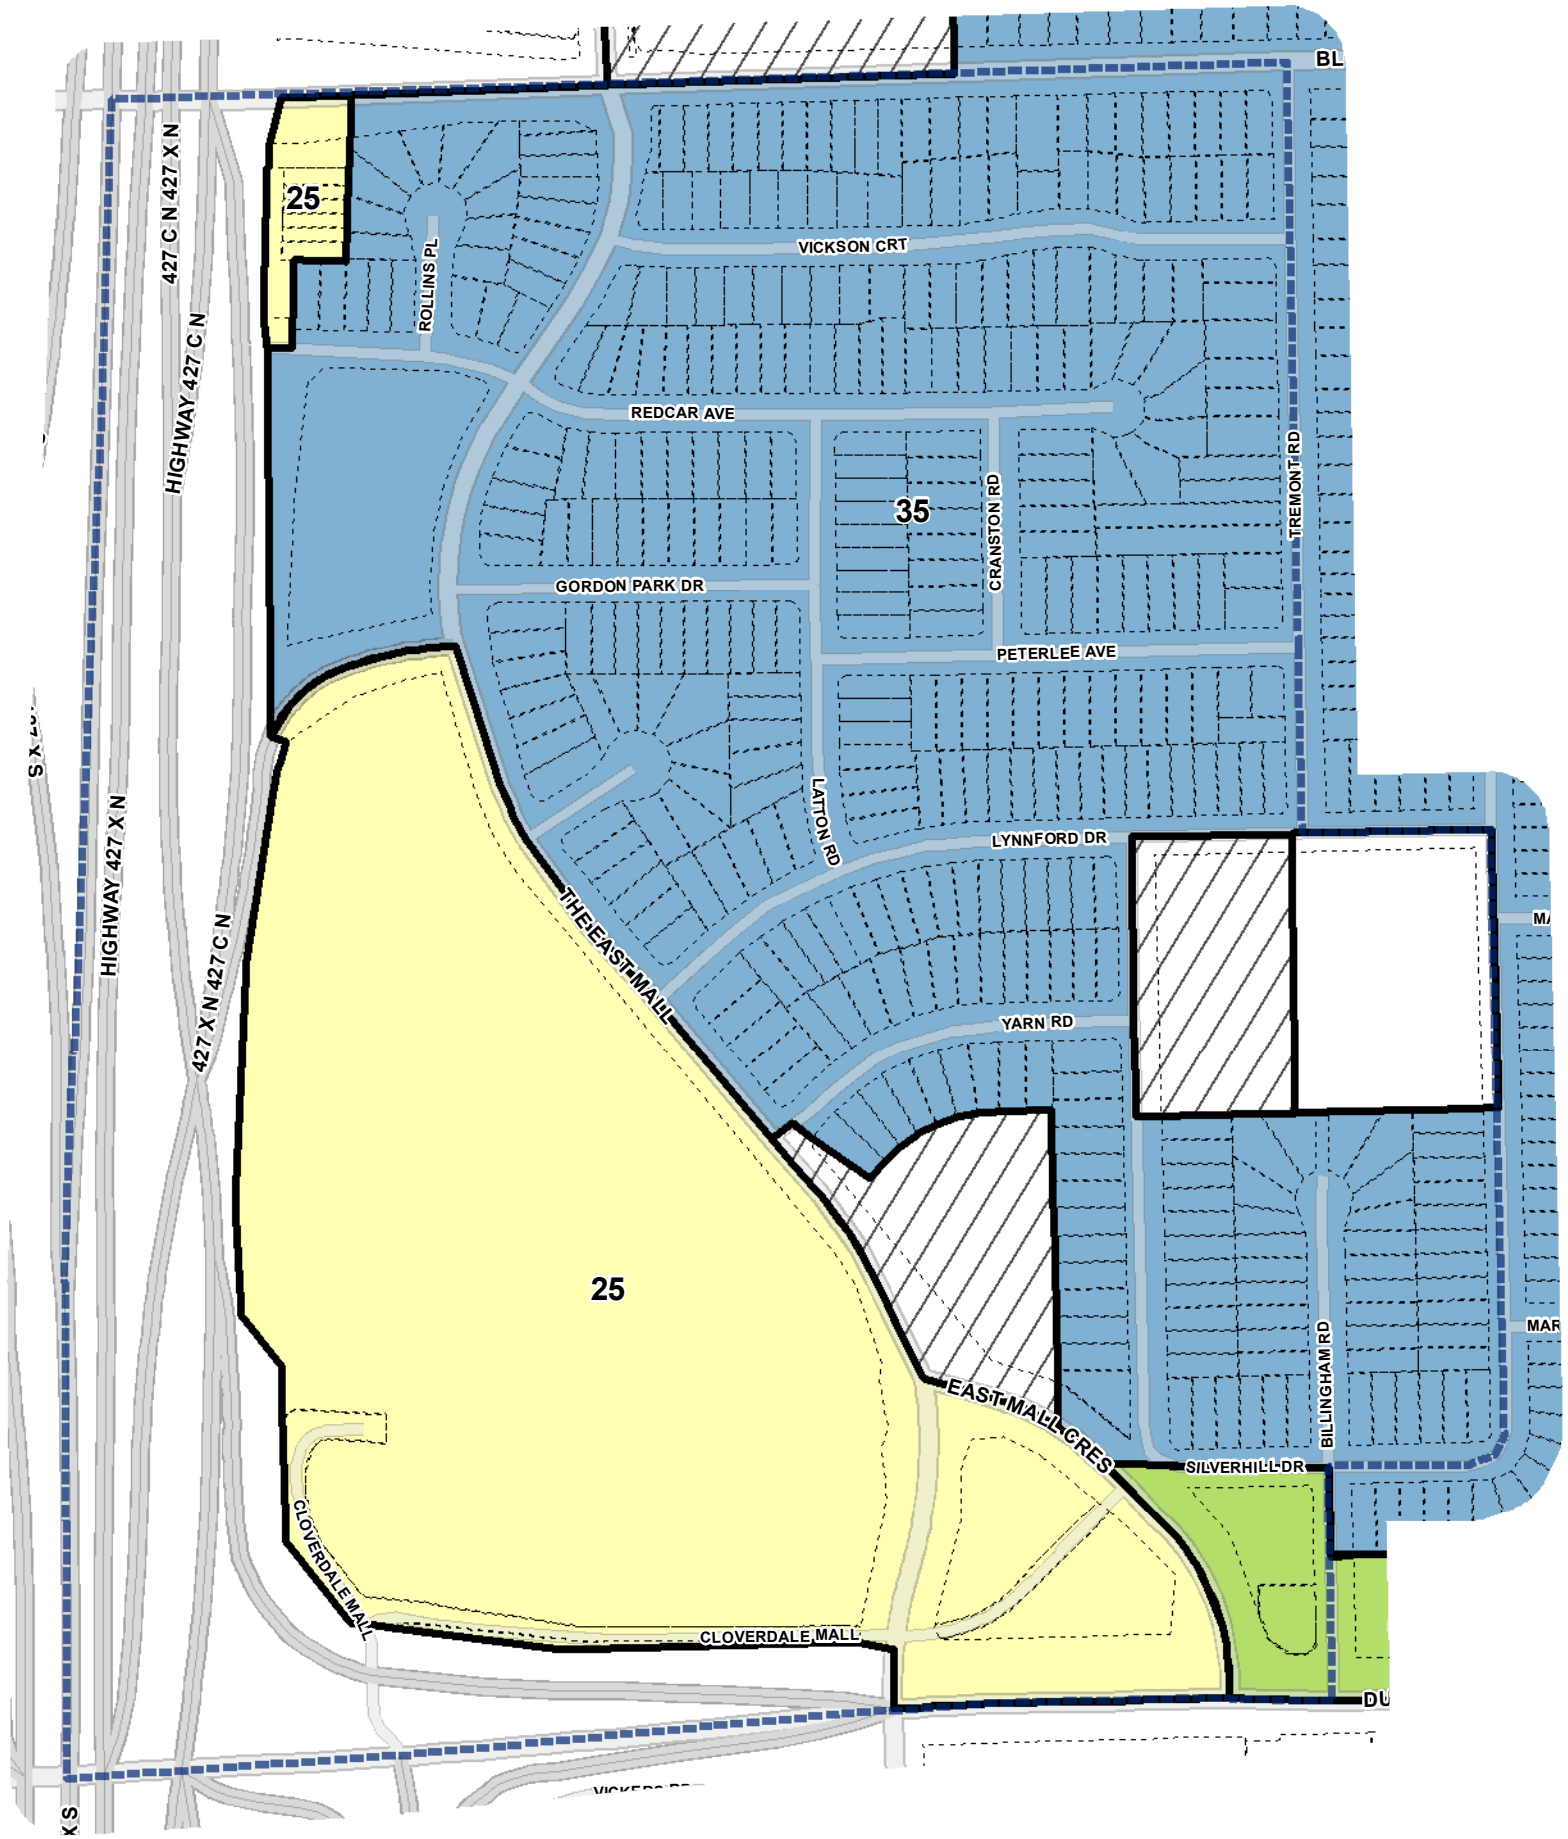 BL
427 C N 427 X N
25
VICKSON CRT
ROLLINS PL
HIGHWAY 427 C N
REDCAR AVE
35
TREMONT RD
CRANSTON RD
GORDON PARK DR
PETERLEE AVE
HIGHWAY 427 X N
LATTON RD
LYNNFORD DR
THE EAST MALL
MA
427 X N 427 C N
YARN RD
25
MAR
BILLINGHAM RD
EAST MALL CRES
SILVERHILL DR
CLOVERDALE MALL
CLOVERDALE MALL
DU
X S